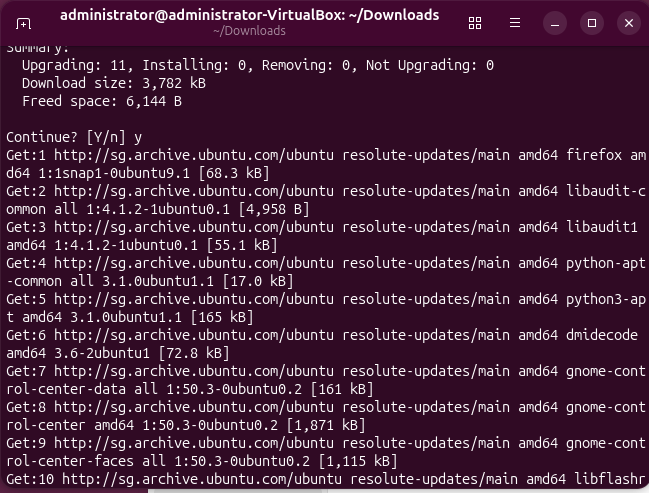 administrator@administrator-VirtualBox: ~/Downloads
~/Downloads
Summary:
  Upgrading: 11, Installing: 0, Removing: 0, Not Upgrading: 0
  Download size: 3,782 kB
  Freed space: 6,144 B

Continue? [Y/n] y
Get:1 http://sg.archive.ubuntu.com/ubuntu resolute-updates/main amd64 firefox am
d64 1:1snap1-0ubuntu9.1 [68.3 kB]
Get:2 http://sg.archive.ubuntu.com/ubuntu resolute-updates/main amd64 libaudit-c
ommon all 1:4.1.2-1ubuntu0.1 [4,958 B]
Get:3 http://sg.archive.ubuntu.com/ubuntu resolute-updates/main amd64 libaudit1
amd64 1:4.1.2-1ubuntu0.1 [55.1 kB]
Get:4 http://sg.archive.ubuntu.com/ubuntu resolute-updates/main amd64 python-apt
-common all 3.1.0ubuntu1.1 [17.0 kB]
Get:5 http://sg.archive.ubuntu.com/ubuntu resolute-updates/main amd64 python3-ap
t amd64 3.1.0ubuntu1.1 [165 kB]
Get:6 http://sg.archive.ubuntu.com/ubuntu resolute-updates/main amd64 dmidecode
amd64 3.6-2ubuntu1 [72.8 kB]
Get:7 http://sg.archive.ubuntu.com/ubuntu resolute-updates/main amd64 gnome-cont
rol-center-data all 1:50.3-0ubuntu0.2 [161 kB]
Get:8 http://sg.archive.ubuntu.com/ubuntu resolute-updates/main amd64 gnome-cont
rol-center amd64 1:50.3-0ubuntu0.2 [1,871 kB]
Get:9 http://sg.archive.ubuntu.com/ubuntu resolute-updates/main amd64 gnome-cont
rol-center-faces all 1:50.3-0ubuntu0.2 [1,115 kB]
Get:10 http://sg.archive.ubuntu.com/ubuntu resolute-updates/main amd64 libflashr